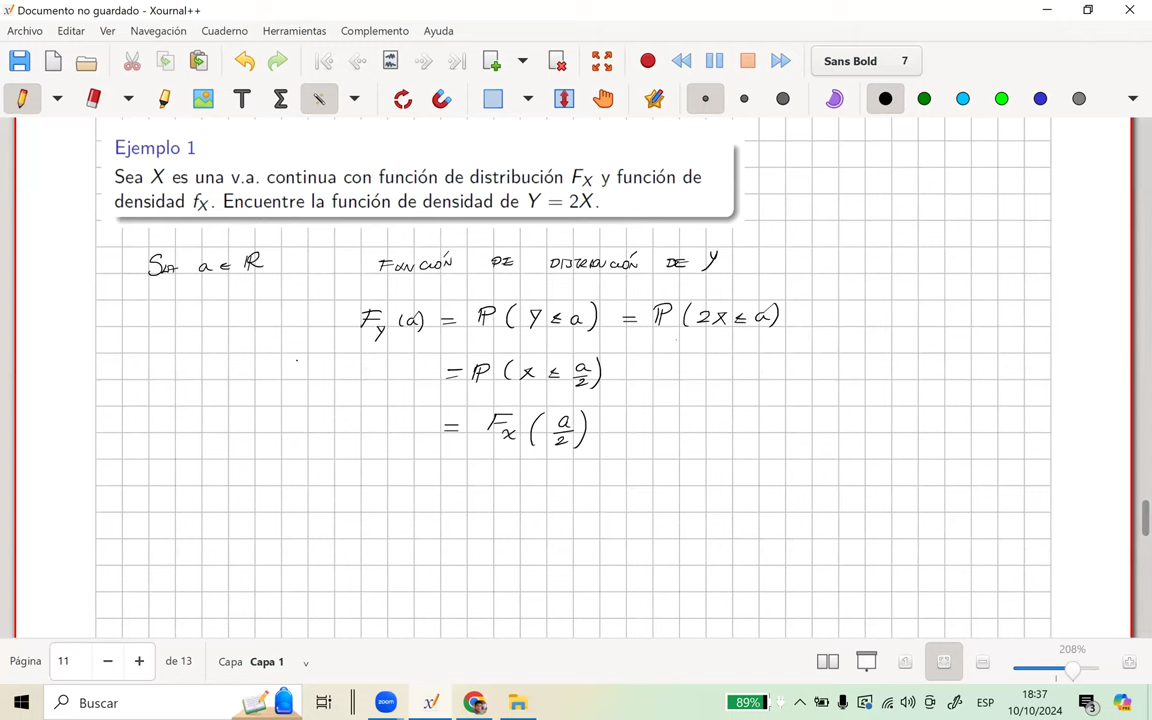 Documento no guardado - Xournal++
Archivo Editar Ver Navegación Cuaderno Herramientas Complemento Ayuda
Sans Bold 7
Ejemplo 1
Sea X es una v.a. continua con función de distribución F_X y función de
densidad f_X. Encuentre la función de densidad de Y = 2X.
Sea a ∈ ℝ FUNCIÓN DE DISTRIBUCIÓN DE Y
F_Y (a) = ℙ ( Y ≤ a ) = ℙ ( 2X ≤ a )
= ℙ ( X ≤ a/2 )
= F_X ( a/2 )
Página 11 de 13 Capa Capa 1 208%
Buscar zoom 89% ESP 18:37
10/10/2024 3